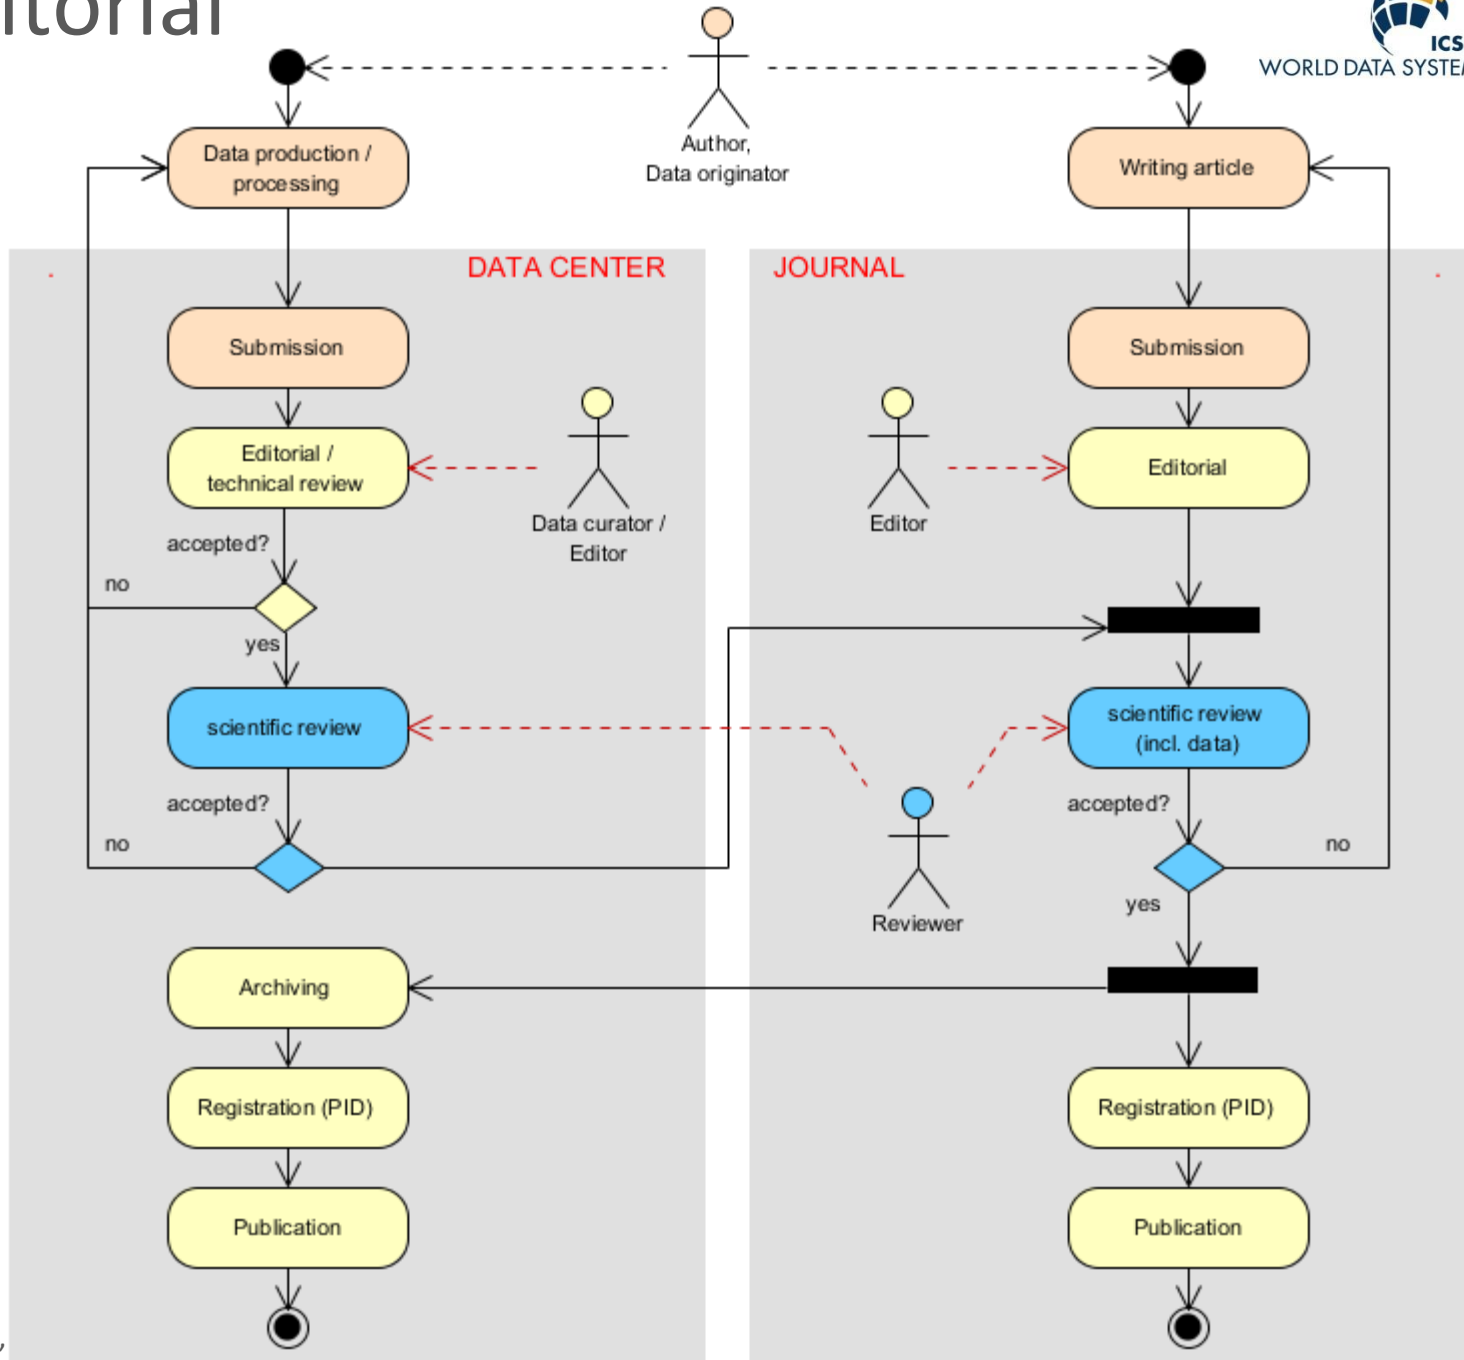 itorial
ICS
WORLD DATA SYSTEM
Author,
Data originator
Data production /
processing
Writing article
DATA CENTER
JOURNAL
Submission
Submission
Editorial /
technical review
Data curator /
Editor
Editor
Editorial
accepted?
no
yes
scientific review
scientific review
(incl. data)
accepted?
accepted?
no
no
yes
Reviewer
Archiving
Registration (PID)
Registration (PID)
Publication
Publication